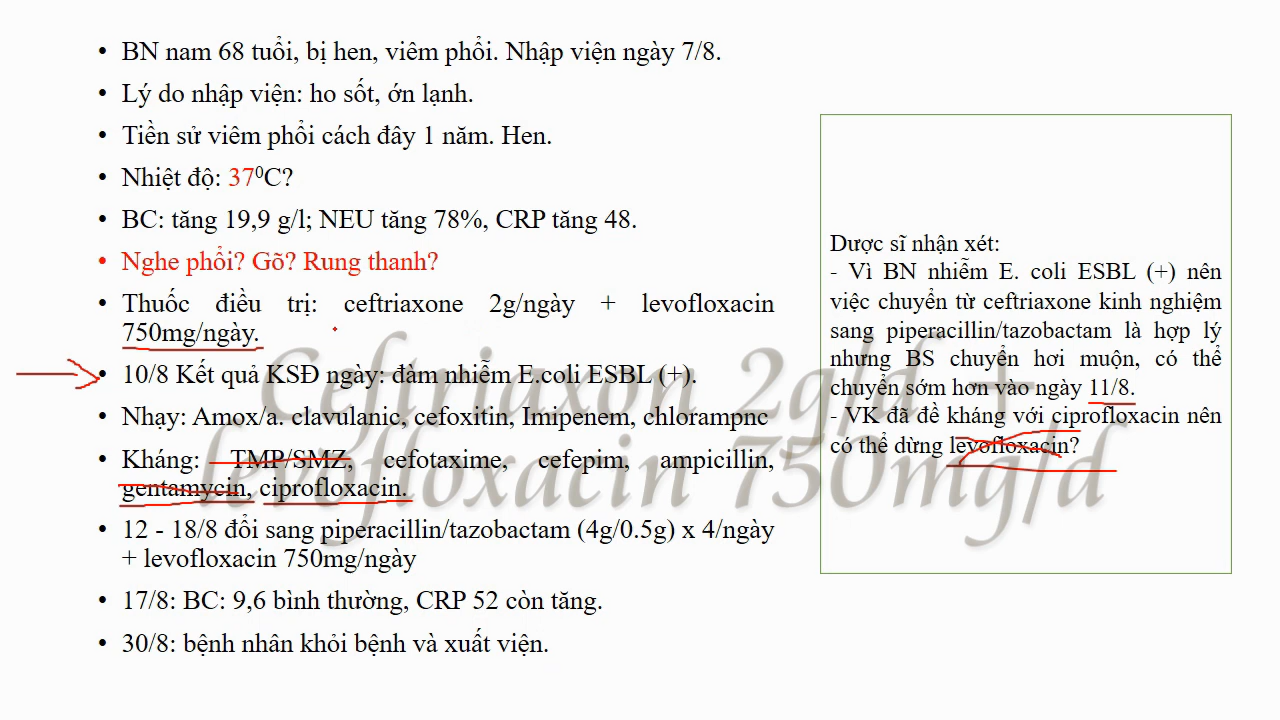 • BN nam 68 tuổi, bị hen, viêm phổi. Nhập viện ngày 7/8.
• Lý do nhập viện: ho sốt, ớn lạnh.
• Tiền sử viêm phổi cách đây 1 năm. Hen.
• Nhiệt độ: 37⁰C?
• BC: tăng 19,9 g/l; NEU tăng 78%, CRP tăng 48.
• Nghe phổi? Gõ? Rung thanh?
• Thuốc điều trị: ceftriaxone 2g/ngày + levofloxacin
750mg/ngày.
• 10/8 Kết quả KSĐ ngày: đàm nhiễm E.coli ESBL (+).
• Nhạy: Amox/a. clavulanic, cefoxitin, Imipenem, chlorampnc
• Kháng: TMP/SMZ, cefotaxime, cefepim, ampicillin,
gentamycin, ciprofloxacin.
• 12 - 18/8 đổi sang piperacillin/tazobactam (4g/0.5g) x 4/ngày
+ levofloxacin 750mg/ngày
• 17/8: BC: 9,6 bình thường, CRP 52 còn tăng.
• 30/8: bệnh nhân khỏi bệnh và xuất viện.
Dược sĩ nhận xét:
- Vì BN nhiễm E. coli ESBL (+) nên
việc chuyển từ ceftriaxone kinh nghiệm
sang piperacillin/tazobactam là hợp lý
nhưng BS chuyển hơi muộn, có thể
chuyển sớm hơn vào ngày 11/8.
- VK đã đề kháng với ciprofloxacin nên
có thể dừng levofloxacin?
Ceftriaxon 2g/d +
levofloxacin 750mg/d